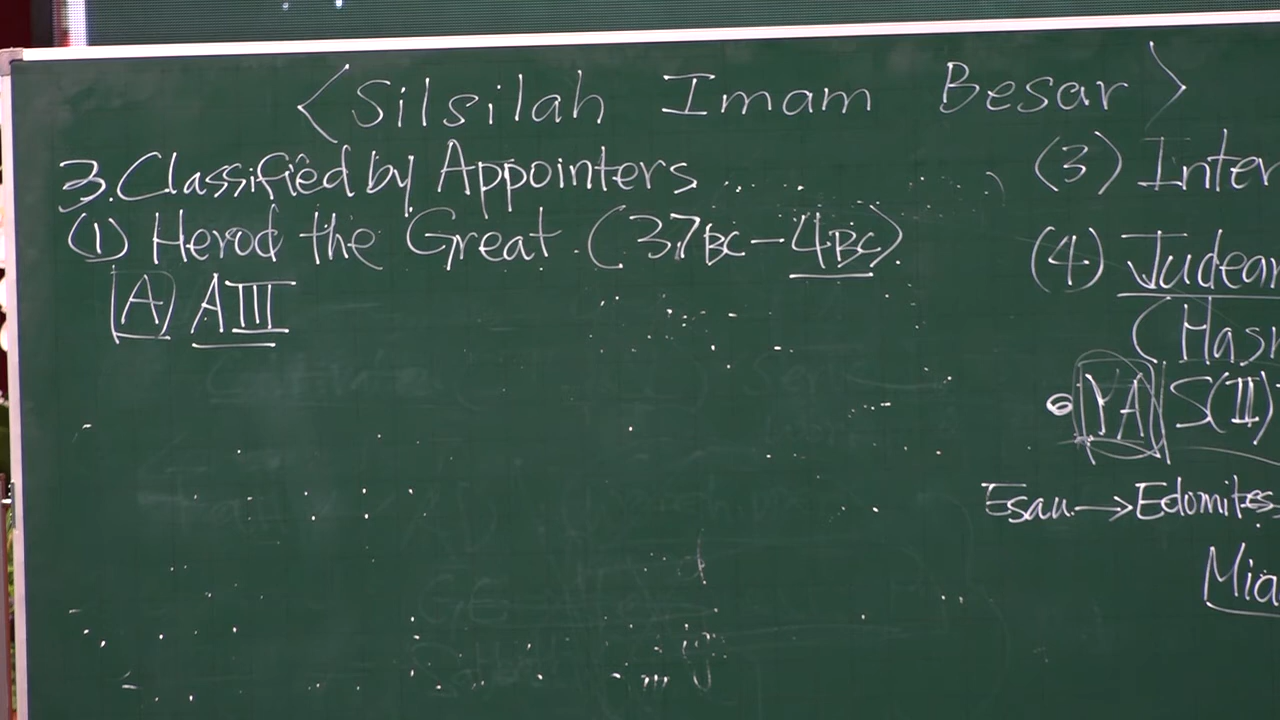 <Silsilah Imam Besar>
3. Classified by Appointers
(1) Herod the Great (37BC-4BC).
A AIII
(3) Inter
(4) Judean
(Hasm
YA S(II)
Esau→Edomites
Mia